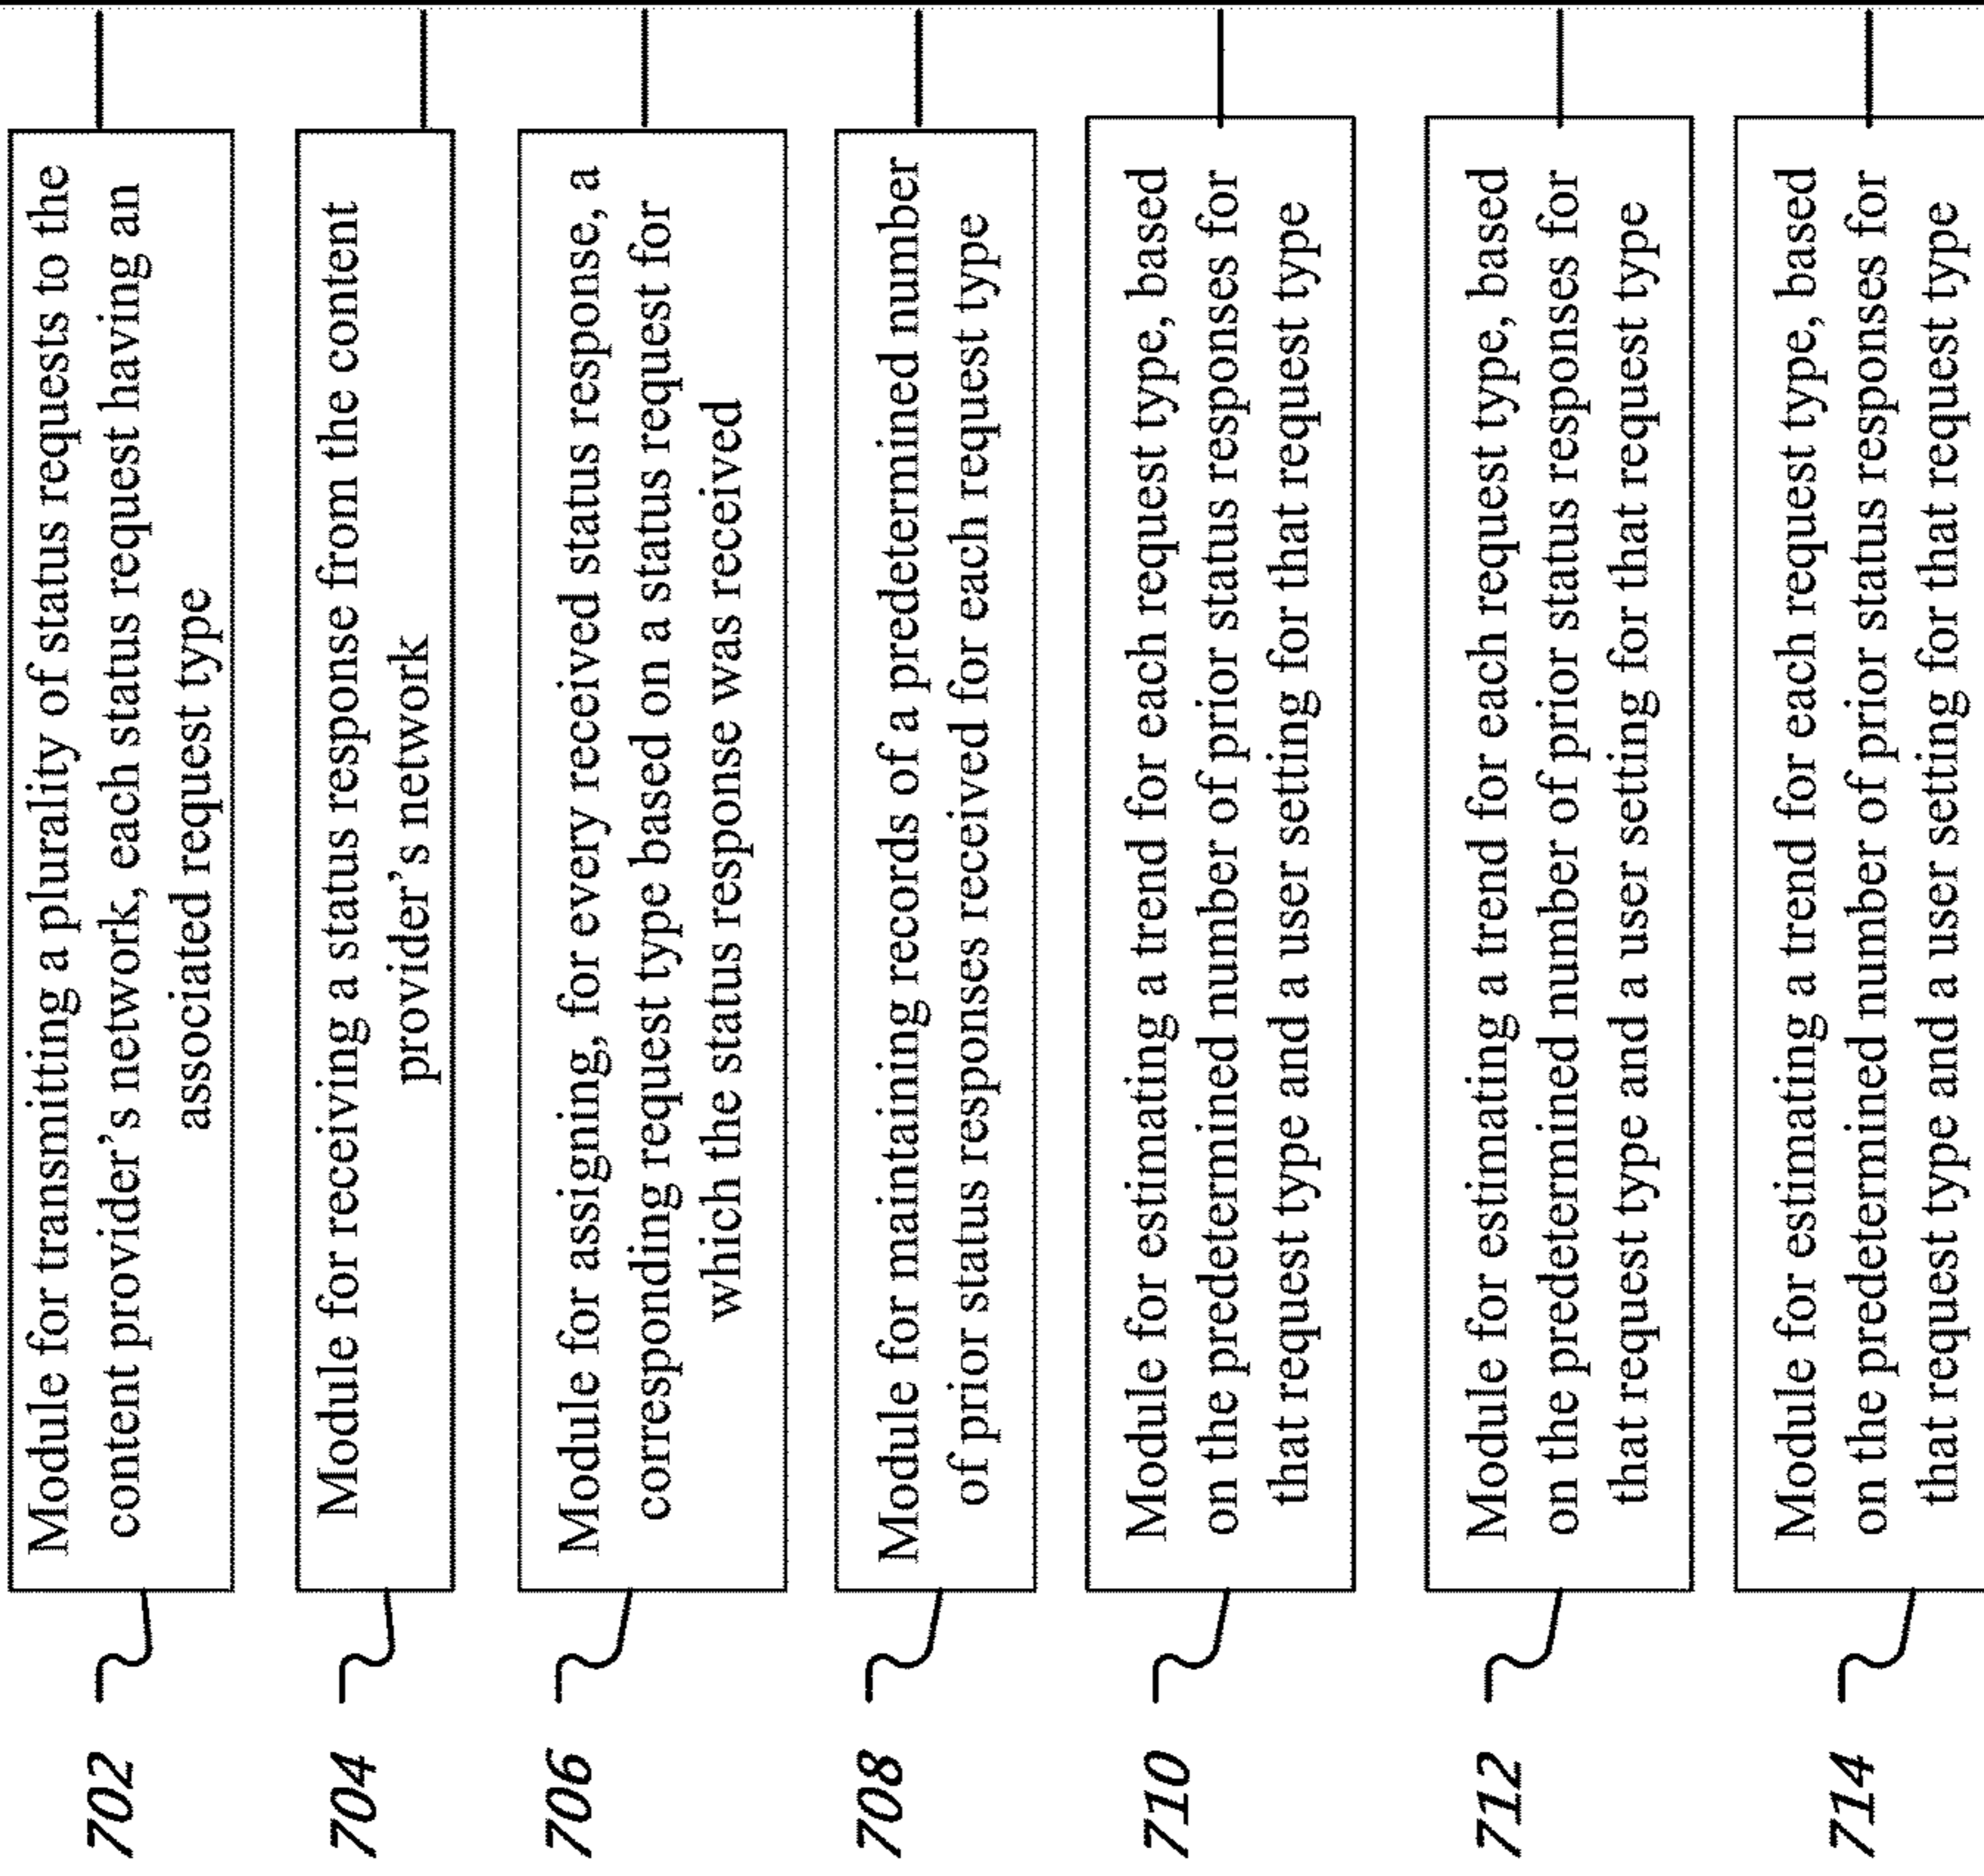 702
Module for transmitting a plurality of status requests to the
content provider's network, each status request having an
associated request type
704
Module for receiving a status response from the content
provider's network
706
Module for assigning, for every received status response, a
corresponding request type based on a status request for
which the status response was received
708
Module for maintaining records of a predetermined number
of prior status responses received for each request type
710
Module for estimating a trend for each request type, based
on the predetermined number of prior status responses for
that request type and a user setting for that request type
712
Module for estimating a trend for each request type, based
on the predetermined number of prior status responses for
that request type and a user setting for that request type
714
Module for estimating a trend for each request type, based
on the predetermined number of prior status responses for
that request type and a user setting for that request type